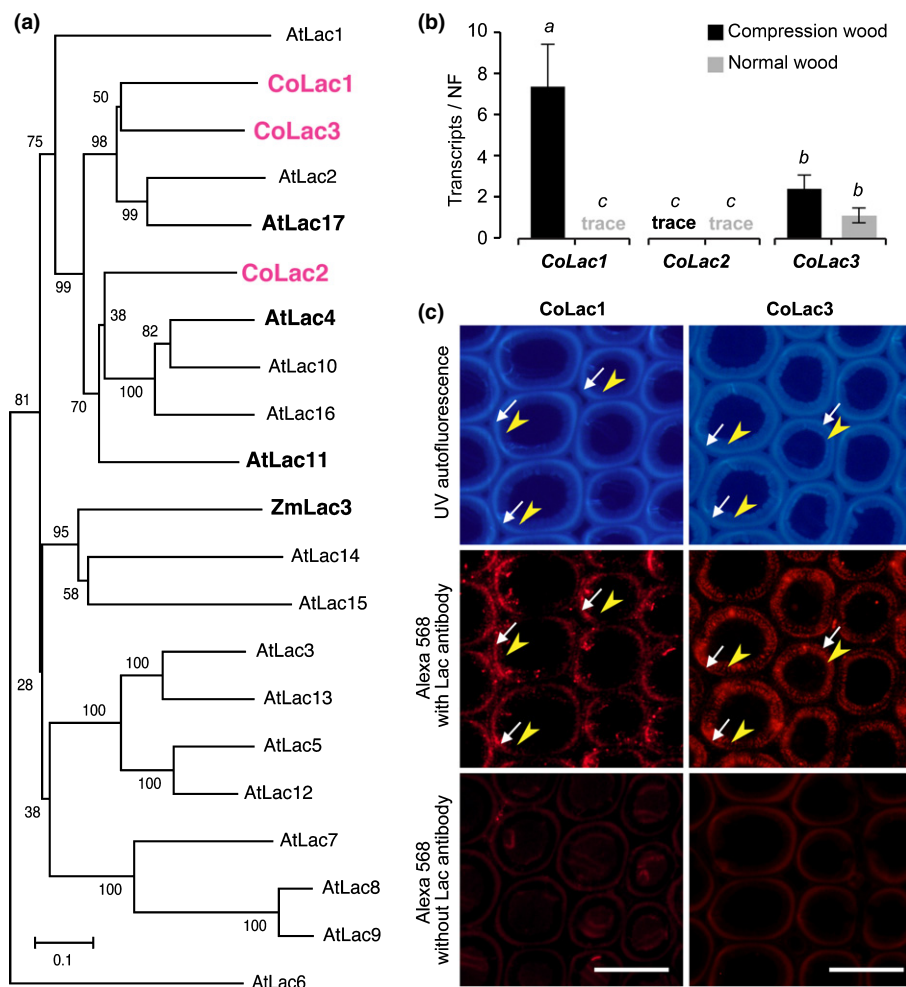 (a)
AtLac1
CoLac1
CoLac3
AtLac2
AtLac17
CoLac2
AtLac4
AtLac10
AtLac16
AtLac11
ZmLac3
AtLac14
AtLac15
AtLac3
AtLac13
AtLac5
AtLac12
AtLac7
AtLac8
AtLac9
AtLac6
75
50
98
99
99
38
82
100
70
81
95
58
28
100
100
100
38
100
100
0.1
(b)
Compression wood
Normal wood
Transcripts / NF
10
8
6
4
2
0
a
c
c
c
b
b
trace
trace
trace
CoLac1
CoLac2
CoLac3
(c)
CoLac1
CoLac3
UV autofluorescence
Alexa 568
with Lac antibody
Alexa 568
without Lac antibody